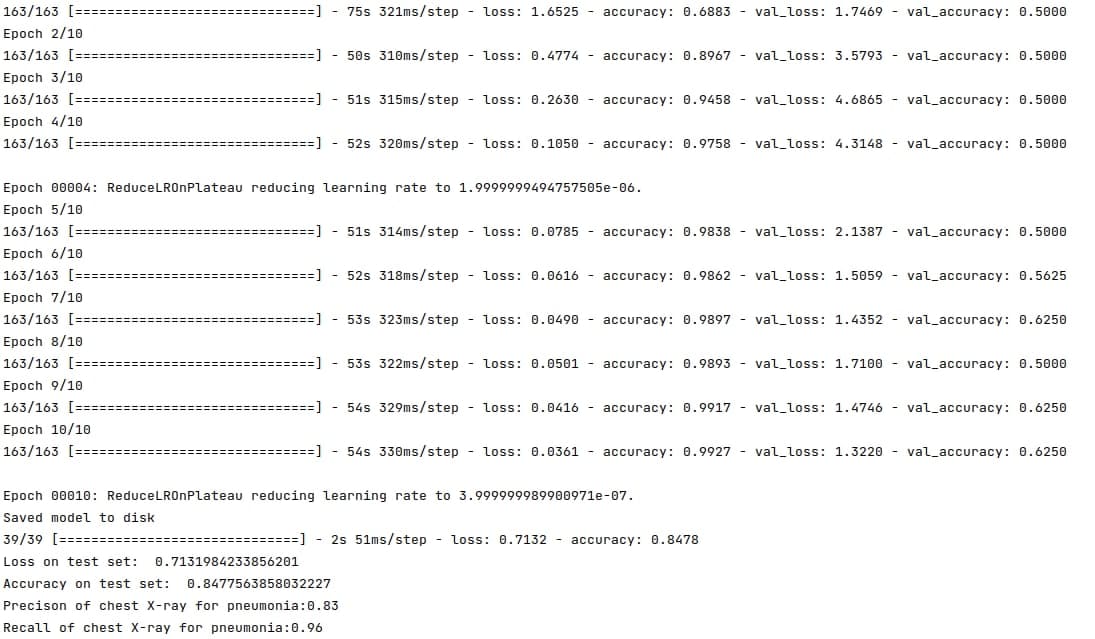 163/163 [==============================] - 75s 321ms/step - loss: 1.6525 - accuracy: 0.6883 - val_loss: 1.7469 - val_accuracy: 0.5000
Epoch 2/10
163/163 [==============================] - 50s 310ms/step - loss: 0.4774 - accuracy: 0.8967 - val_loss: 3.5793 - val_accuracy: 0.5000
Epoch 3/10
163/163 [==============================] - 51s 315ms/step - loss: 0.2630 - accuracy: 0.9458 - val_loss: 4.6865 - val_accuracy: 0.5000
Epoch 4/10
163/163 [==============================] - 52s 320ms/step - loss: 0.1050 - accuracy: 0.9758 - val_loss: 4.3148 - val_accuracy: 0.5000
Epoch 00004: ReduceLROnPlateau reducing learning rate to 1.9999999494757505e-06.
Epoch 5/10
163/163 [==============================] - 51s 314ms/step - loss: 0.0785 - accuracy: 0.9838 - val_loss: 2.1387 - val_accuracy: 0.5000
Epoch 6/10
163/163 [==============================] - 52s 318ms/step - loss: 0.0616 - accuracy: 0.9862 - val_loss: 1.5059 - val_accuracy: 0.5625
Epoch 7/10
163/163 [==============================] - 53s 323ms/step - loss: 0.0490 - accuracy: 0.9897 - val_loss: 1.4352 - val_accuracy: 0.6250
Epoch 8/10
163/163 [==============================] - 53s 322ms/step - loss: 0.0501 - accuracy: 0.9893 - val_loss: 1.7100 - val_accuracy: 0.5000
Epoch 9/10
163/163 [==============================] - 54s 329ms/step - loss: 0.0416 - accuracy: 0.9917 - val_loss: 1.4746 - val_accuracy: 0.6250
Epoch 10/10
163/163 [==============================] - 54s 330ms/step - loss: 0.0361 - accuracy: 0.9927 - val_loss: 1.3220 - val_accuracy: 0.6250
Epoch 00010: ReduceLROnPlateau reducing learning rate to 3.999999989900971e-07.
Saved model to disk
39/39 [==============================] - 2s 51ms/step - loss: 0.7132 - accuracy: 0.8478
Loss on test set:  0.7131984233856201
Accuracy on test set:  0.8477563858032227
Precison of chest X-ray for pneumonia:0.83
Recall of chest X-ray for pneumonia:0.96